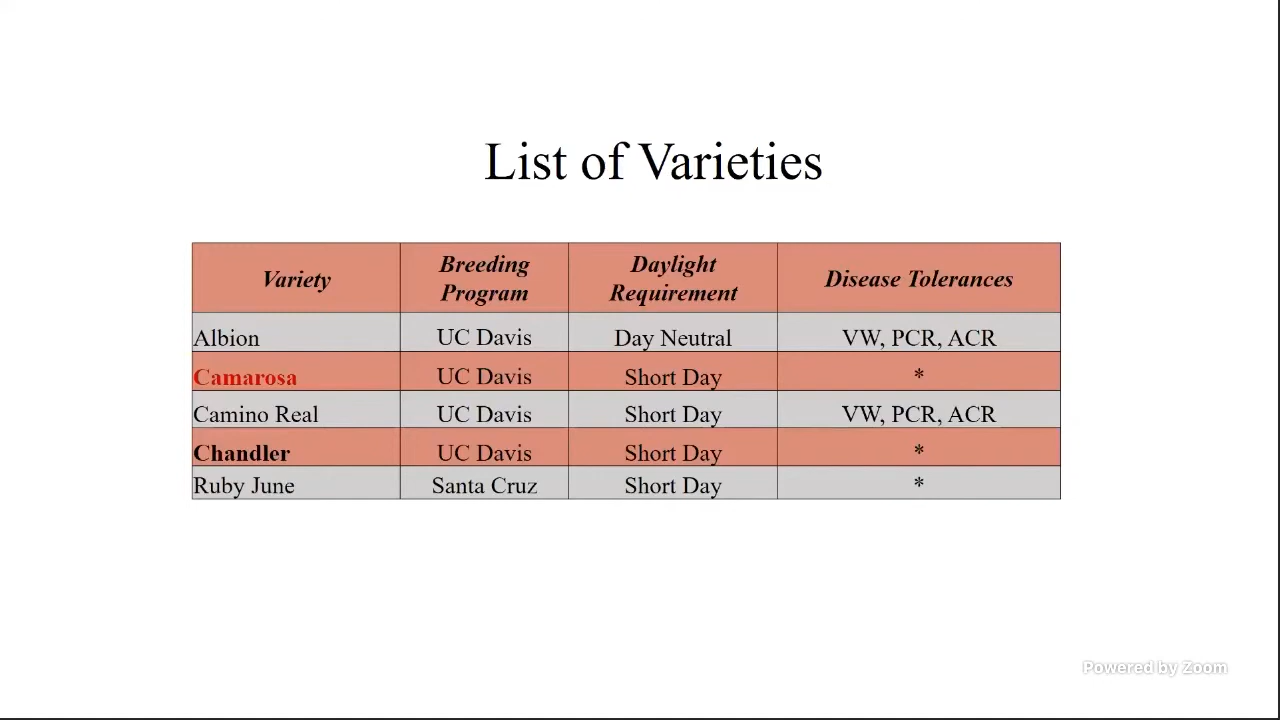 List of Varieties
Variety
Breeding Program
Daylight Requirement
Disease Tolerances
Albion UC Davis Day Neutral VW, PCR, ACR
Camarosa UC Davis Short Day *
Camino Real UC Davis Short Day VW, PCR, ACR
Chandler UC Davis Short Day *
Ruby June Santa Cruz Short Day *
Powered by Zoom